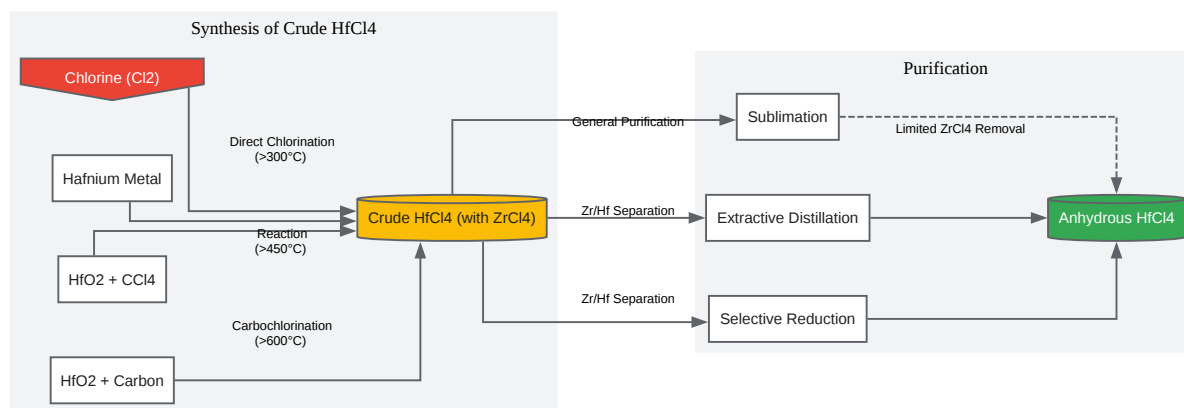 Synthesis of Crude HfCl4
Chlorine (Cl2)
Direct Chlorination
(>300°C)
Hafnium Metal
Crude HfCl4 (with ZrCl4)
Reaction
(>450°C)
HfO2 + CCl4
Carbochlorination
(>600°C)
HfO2 + Carbon
Purification
General Purification
Sublimation
Limited ZrCl4 Removal
Zr/Hf Separation
Extractive Distillation
Anhydrous HfCl4
Zr/Hf Separation
Selective Reduction